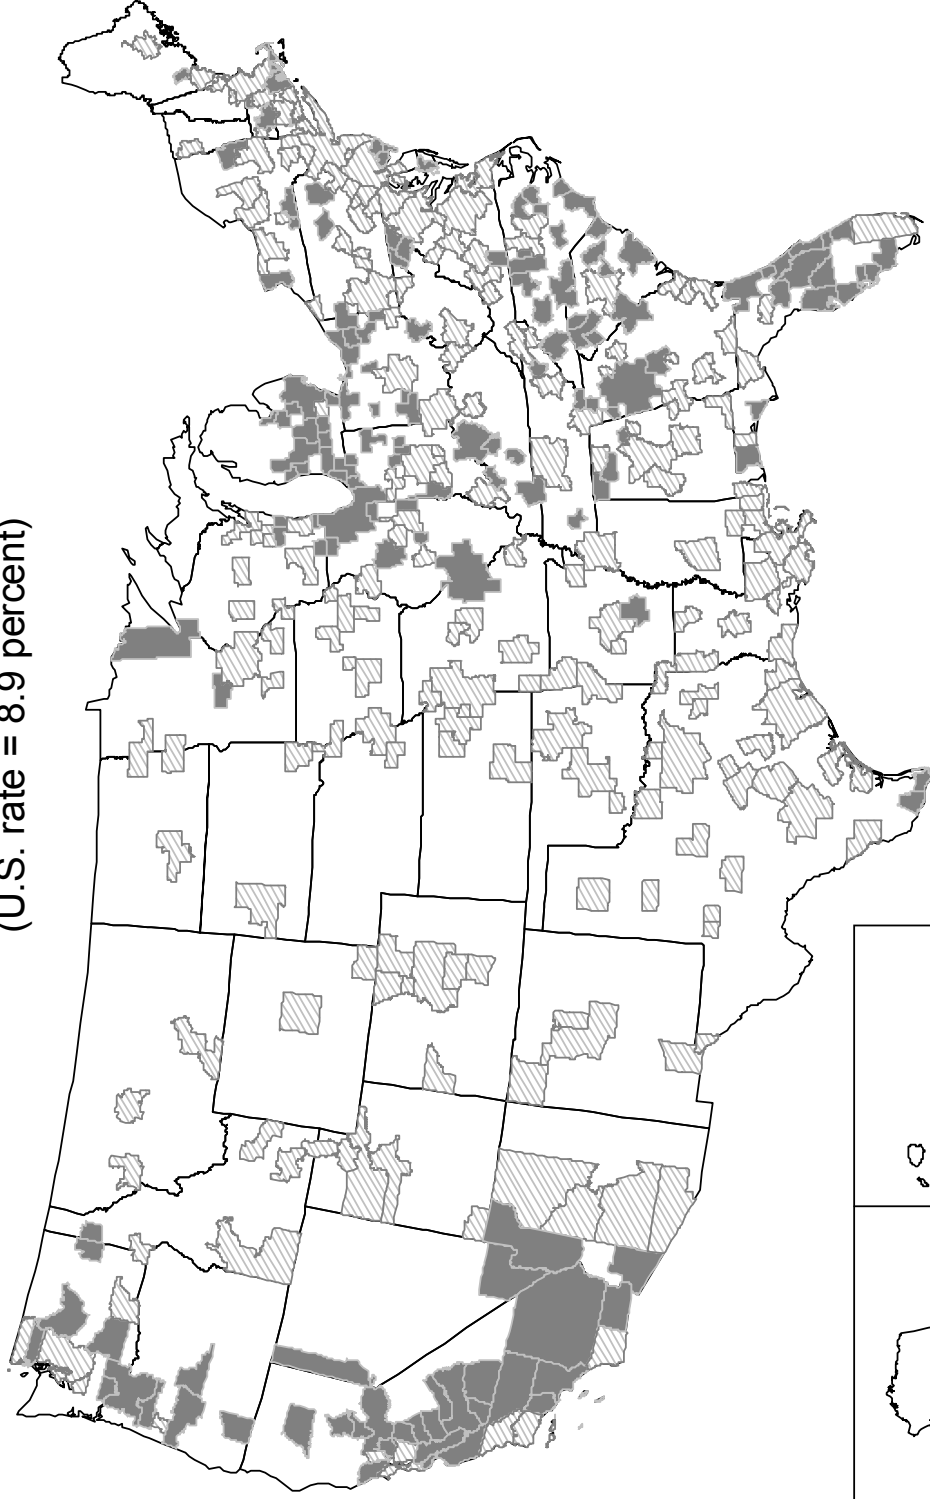 (U.S. rate = 8.9 percent)